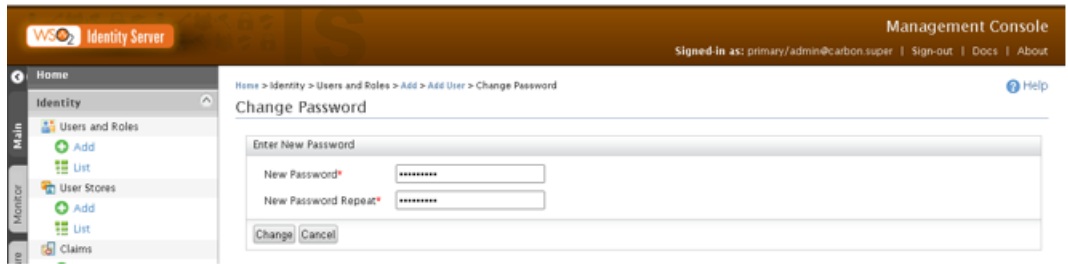 WSO2 Identity Server
Management Console
Signed-in as: primary/admin@carbon.super | Sign-out | Docs | About
Home
Identity
Users and Roles
Add
List
User Stores
Add
List
Claims
Main
Monitor
Home > Identity > Users and Roles > Add > Add User > Change Password
Help
Change Password
Enter New Password
New Password* •••••••••
New Password Repeat* •••••••••
Change Cancel